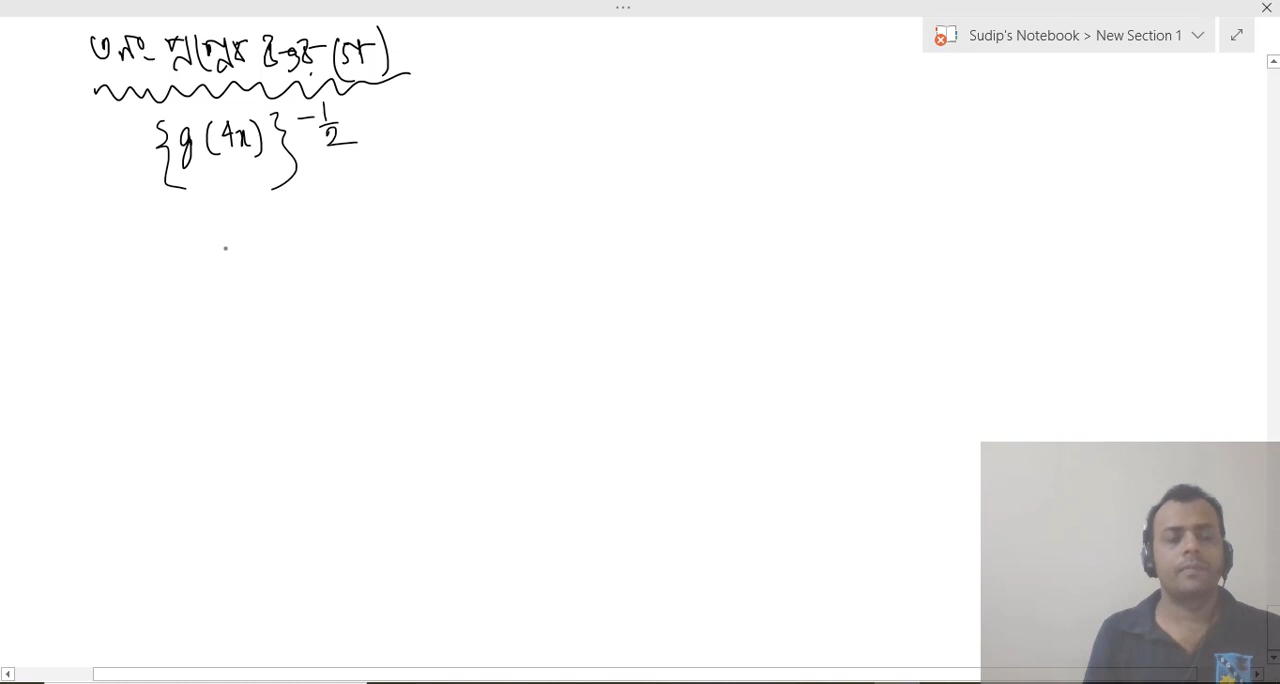 Sudip's Notebook > New Section 1
৩ নং প্রশ্নের উত্তর (গ)
{g(4x)}^{-1/2}